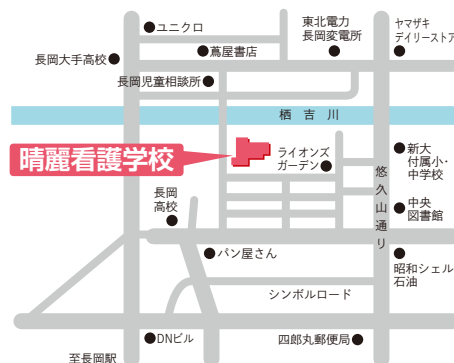 ユニクロ
東北電力
長岡変電所
ヤマザキ
デイリーストア
長岡大手高校
蔦屋書店
長岡児童相談所
栖吉川
晴麗看護学校
ライオンズ
ガーデン
新大
付属小・
中学校
悠久山通り
長岡
高校
中央
図書館
パン屋さん
昭和シェル
石油
シンボルロード
DNビル
四郎丸郵便局
至長岡駅